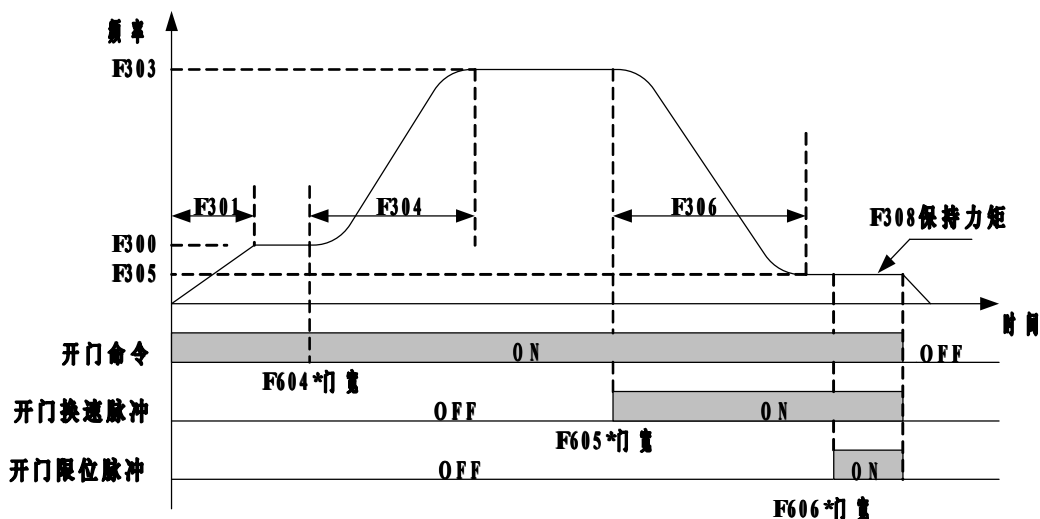 频率
F303
F301
F304
F306
F308保持力矩
F300
F305
时间
开门命令
ON
OFF
F604*门宽
开门换速脉冲
OFF
ON
F605*门宽
开门限位脉冲
OFF
ON
F606*门宽